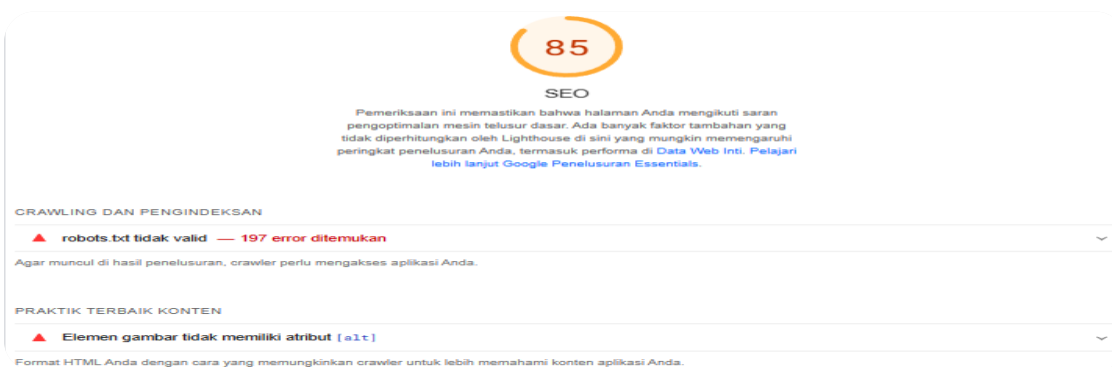 85
SEO
Pemeriksaan ini memastikan bahwa halaman Anda mengikuti saran
pengoptimalan mesin telusur dasar. Ada banyak faktor tambahan yang
tidak diperhitungkan oleh Lighthouse di sini yang mungkin memengaruhi
peringkat penelusuran Anda, termasuk performa di Data Web Inti. Pelajari
lebih lanjut Google Penelusuran Essentials.
CRAWLING DAN PENGINDEKSAN
robots.txt tidak valid — 197 error ditemukan
Agar muncul di hasil penelusuran, crawler perlu mengakses aplikasi Anda.
PRAKTIK TERBAIK KONTEN
Elemen gambar tidak memiliki atribut [alt]
Format HTML Anda dengan cara yang memungkinkan crawler untuk lebih memahami konten aplikasi Anda.